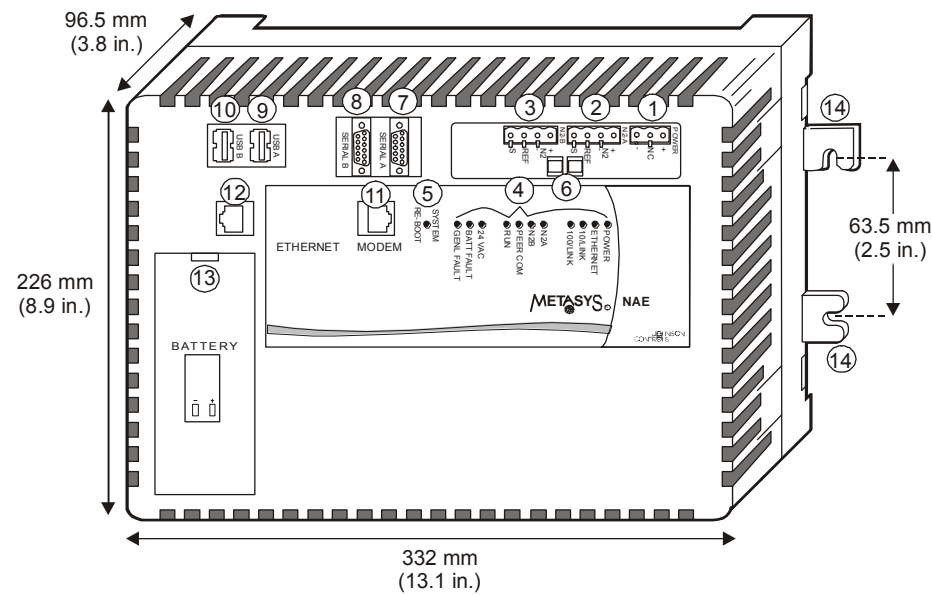 96.5 mm
(3.8 in.)
10
9
8
7
3
2
1
14
USB B
USB A
SERIAL B
SERIAL A
N2-B
S
REF
-
N2
+
N2-A
S
REF
-
N2
+
POWER
-
NC
+
12
11
5
4
6
RE-BOOT
SYSTEM
GENL FAULT
BATT FAULT
24 VAC
RUN
PEER COM
N2B
N2A
100/LINK
10/LINK
ETHERNET
POWER
ETHERNET
MODEM
63.5 mm
(2.5 in.)
13
226 mm
(8.9 in.)
METASYS
NAE
JOHNSON
CONTROLS
BATTERY
- +
14
332 mm
(13.1 in.)